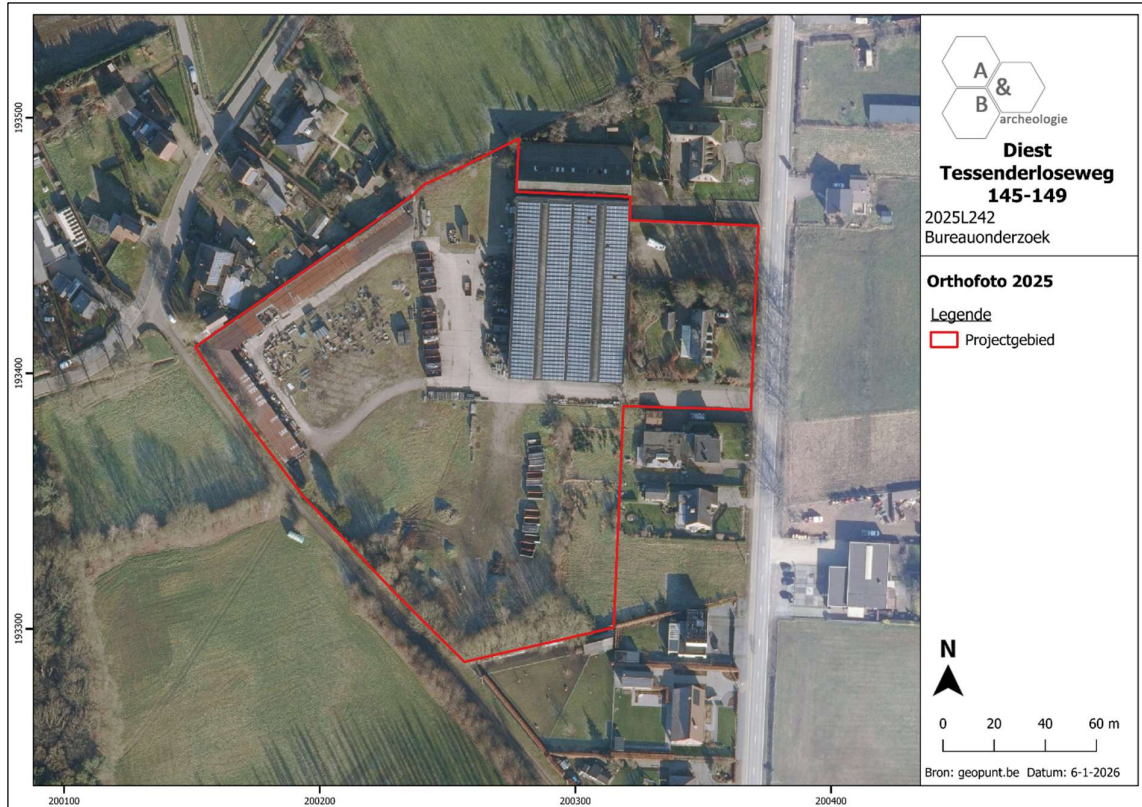 A
&
B
archeologie
Diest
Tessenderloseweg
145-149
2025L242
Bureauonderzoek
Orthofoto 2025
Legende
Projectgebied
N
0 20 40 60 m
Bron: geopunt.be Datum: 6-1-2026
193500
193400
193300
200100 200200 200300 200400